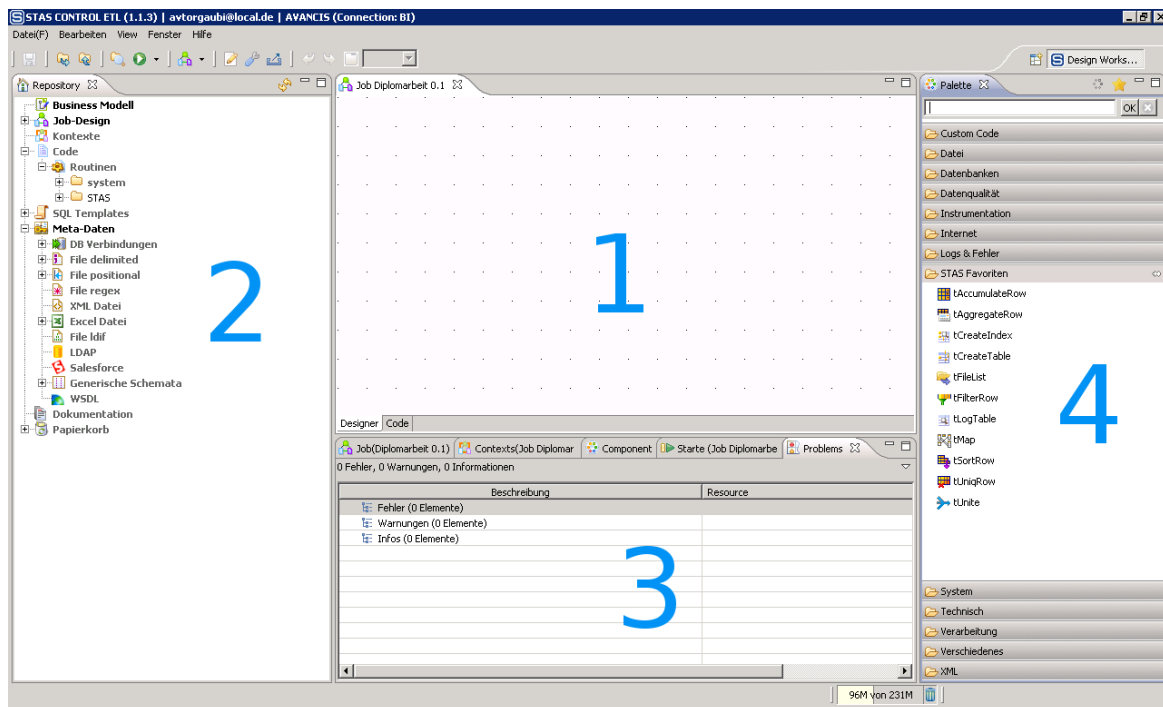 STAS CONTROL ETL (1.1.3) | avtorgaubi@local.de | AVANCIS (Connection: BI)
Datei(F) Bearbeiten View Fenster Hilfe
Design Works...
Repository
Business Modell
Job-Design
Kontexte
Code
Routinen
system
STAS
SQL Templates
Meta-Daten
DB Verbindungen
File delimited
File positional
File regex
XML Datei
Excel Datei
File ldif
LDAP
Salesforce
Generische Schemata
WSDL
Dokumentation
Papierkorb
2
Job Diplomarbeit 0.1
1
Designer Code
Job(Diplomarbeit 0.1) Contexts(Job Diplomar Component Starte (Job Diplomarbe Problems
0 Fehler, 0 Warnungen, 0 Informationen
Beschreibung Resource
Fehler (0 Elemente)
Warnungen (0 Elemente)
Infos (0 Elemente)
3
Palette
OK
Custom Code
Datei
Datenbanken
Datenqualität
Instrumentation
Internet
Logs & Fehler
STAS Favoriten
tAccumulateRow
tAggregateRow
tCreateIndex
tCreateTable
tFileList
tFilterRow
tLogTable
tMap
tSortRow
tUniqRow
tUnite
4
System
Technisch
Verarbeitung
Verschiedenes
XML
96M von 231M